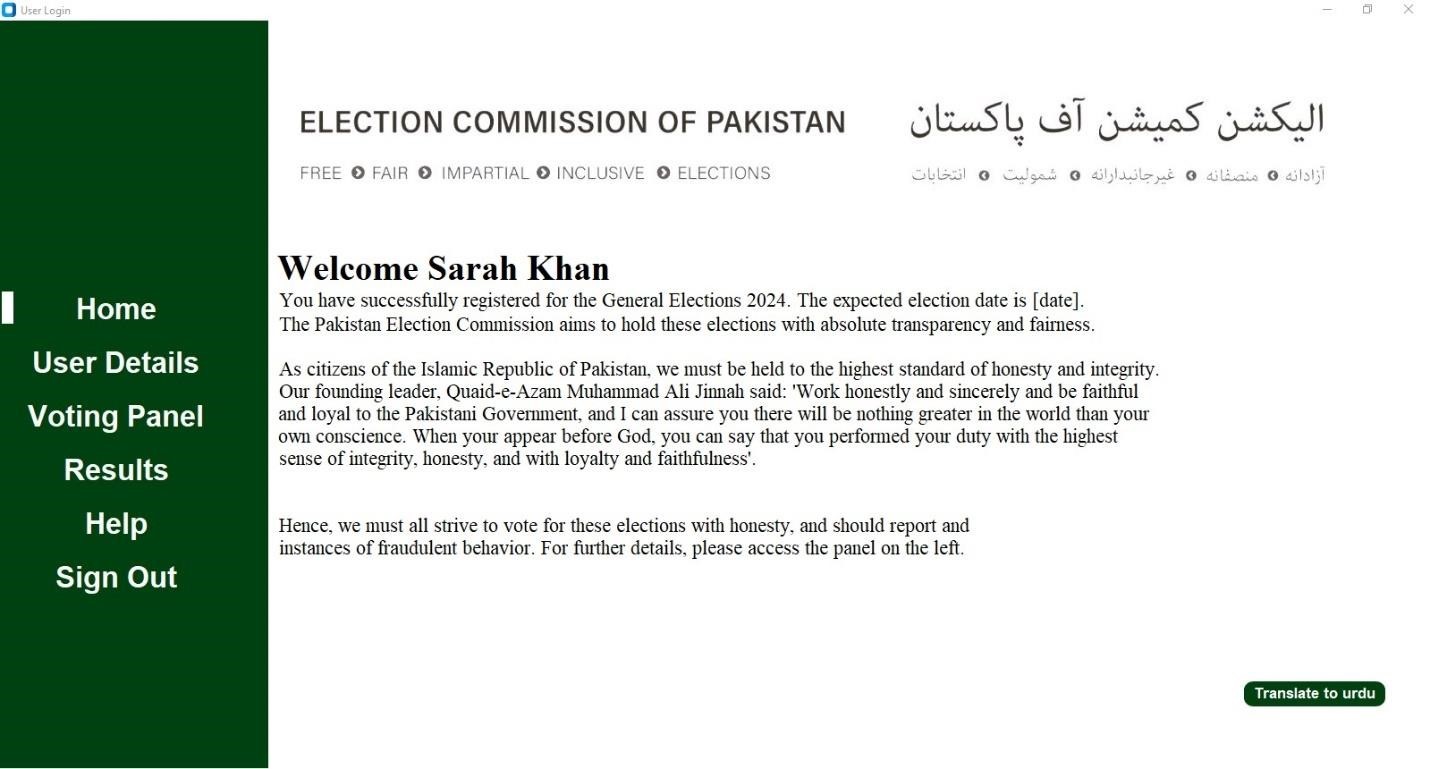 User Login
ELECTION COMMISSION OF PAKISTAN
الیکشن کمیشن آف پاکستان
FREE FAIR IMPARTIAL INCLUSIVE ELECTIONS
آزادانہ منصفانہ غیرجانبدارانہ شمولیت انتخابات
Home
User Details
Voting Panel
Results
Help
Sign Out
Welcome Sarah Khan
You have successfully registered for the General Elections 2024. The expected election date is [date].
The Pakistan Election Commission aims to hold these elections with absolute transparency and fairness.
As citizens of the Islamic Republic of Pakistan, we must be held to the highest standard of honesty and integrity.
Our founding leader, Quaid-e-Azam Muhammad Ali Jinnah said: 'Work honestly and sincerely and be faithful
and loyal to the Pakistani Government, and I can assure you there will be nothing greater in the world than your
own conscience. When your appear before God, you can say that you performed your duty with the highest
sense of integrity, honesty, and with loyalty and faithfulness'.
Hence, we must all strive to vote for these elections with honesty, and should report and
instances of fraudulent behavior. For further details, please access the panel on the left.
Translate to urdu